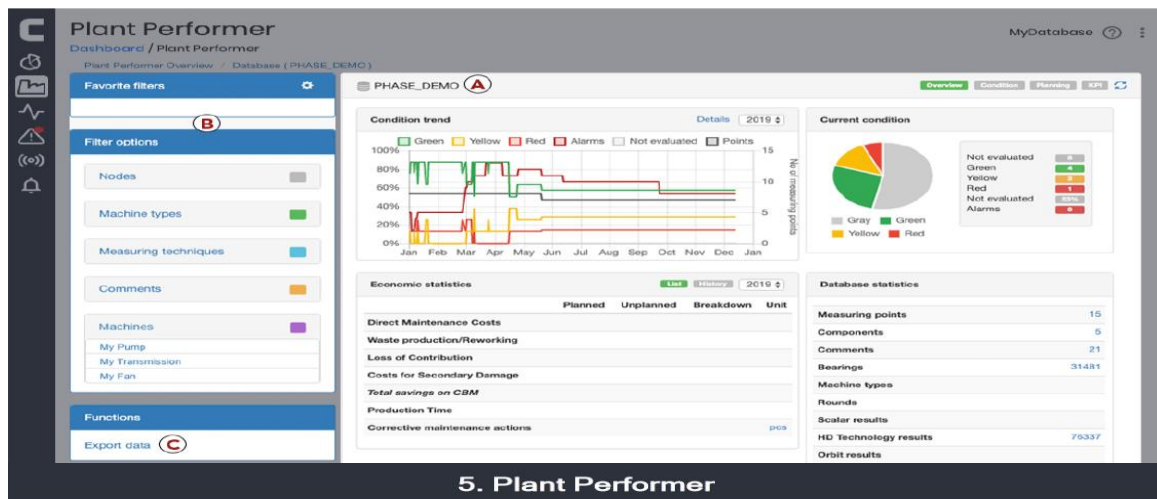 Plant Performer
MyDatabase
Dashboard / Plant Performer
Plant Performer Overview / Database ( PHASE_DEMO )
Favorite filters
PHASE_DEMO A
Overview Condition Planning KPI
B
Filter options
Nodes
Machine types
Measuring techniques
Comments
Machines
My Pump
My Transmission
My Fan
Functions
Export data C
Condition trend Details 2019
Green Yellow Red Alarms Not evaluated Points
100%
80%
60%
40%
20%
0%
15
10
5
0
No of measuring points
Jan Feb Mar Apr May Jun Jul Aug Sep Oct Nov Dec Jan
Current condition
Gray Green
Yellow Red
Not evaluated
Green 4
Yellow
Red 1
Not evaluated
Alarms
Economic statistics List History 2019
Planned Unplanned Breakdown Unit
Direct Maintenance Costs
Waste production/Reworking
Loss of Contribution
Costs for Secondary Damage
Total savings on CBM
Production Time
Corrective maintenance actions pcs
Database statistics
Measuring points 15
Components 5
Comments 21
Bearings 31481
Machine types
Rounds
Scalar results
HD Technology results 75337
Orbit results
5. Plant Performer